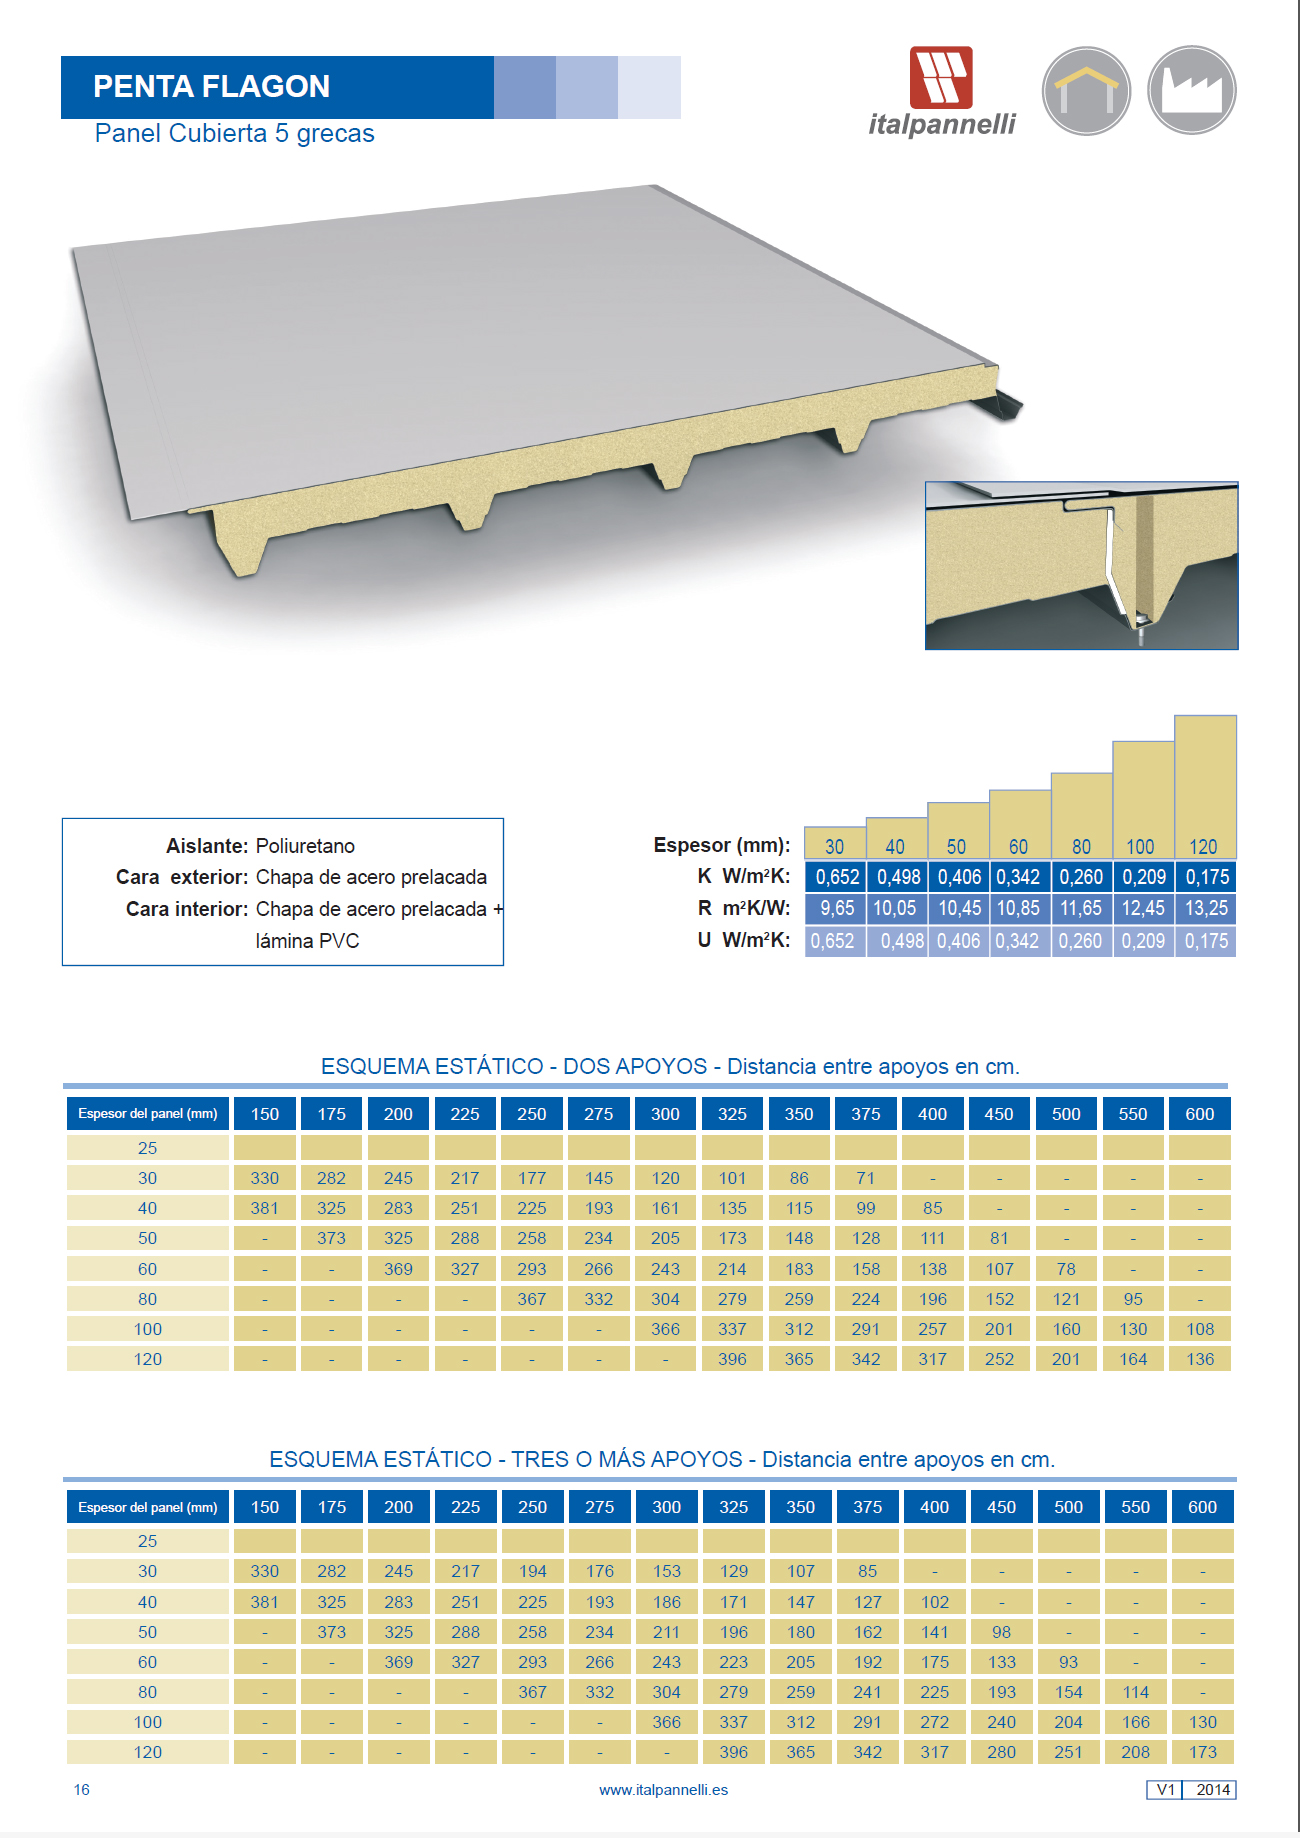 PENTA FLAGON
Panel Cubierta 5 grecas
italpannelli
Aislante: Poliuretano
Cara exterior: Chapa de acero prelacada
Cara interior: Chapa de acero prelacada +
lámina PVC
Espesor (mm): 30 40 50 60 80 100 120
K W/m²K: 0,652 0,498 0,406 0,342 0,260 0,209 0,175
R m²K/W: 9,65 10,05 10,45 10,85 11,65 12,45 13,25
U W/m²K: 0,652 0,498 0,406 0,342 0,260 0,209 0,175
ESQUEMA ESTÁTICO - DOS APOYOS - Distancia entre apoyos en cm.
Espesor del panel (mm) 150 175 200 225 250 275 300 325 350 375 400 450 500 550 600
25
30 330 282 245 217 177 145 120 101 86 71 - - - - -
40 381 325 283 251 225 193 161 135 115 99 85 - - - -
50 - 373 325 288 258 234 205 173 148 128 111 81 - - -
60 - - 369 327 293 266 243 214 183 158 138 107 78 - -
80 - - - - 367 332 304 279 259 224 196 152 121 95 -
100 - - - - - - 366 337 312 291 257 201 160 130 108
120 - - - - - - - 396 365 342 317 252 201 164 136
ESQUEMA ESTÁTICO - TRES O MÁS APOYOS - Distancia entre apoyos en cm.
Espesor del panel (mm) 150 175 200 225 250 275 300 325 350 375 400 450 500 550 600
25
30 330 282 245 217 194 176 153 129 107 85 - - - - -
40 381 325 283 251 225 193 186 171 147 127 102 - - - -
50 - 373 325 288 258 234 211 196 180 162 141 98 - - -
60 - - 369 327 293 266 243 223 205 192 175 133 93 - -
80 - - - - 367 332 304 279 259 241 225 193 154 114 -
100 - - - - - - 366 337 312 291 272 240 204 166 130
120 - - - - - - - 396 365 342 317 280 251 208 173
16
www.italpannelli.es
V1 2014